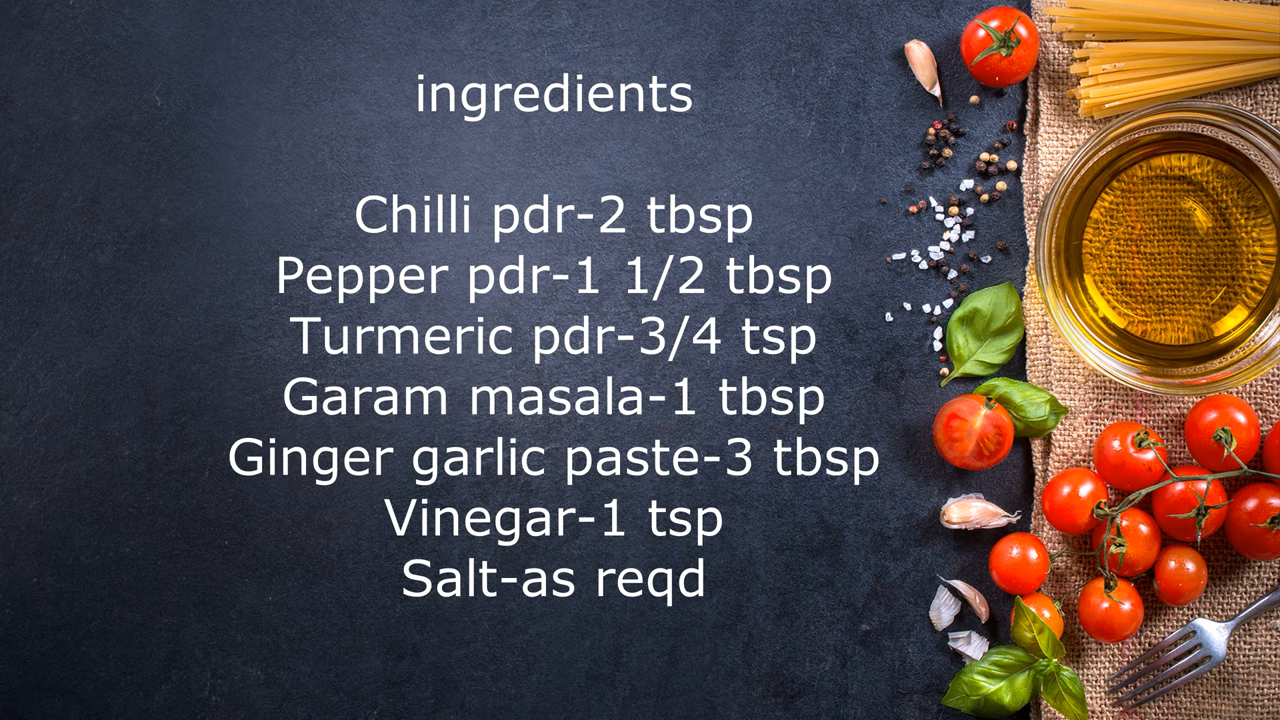 ingredients
Chilli pdr-2 tbsp
Pepper pdr-1 1/2 tbsp
Turmeric pdr-3/4 tsp
Garam masala-1 tbsp
Ginger garlic paste-3 tbsp
Vinegar-1 tsp
Salt-as reqd